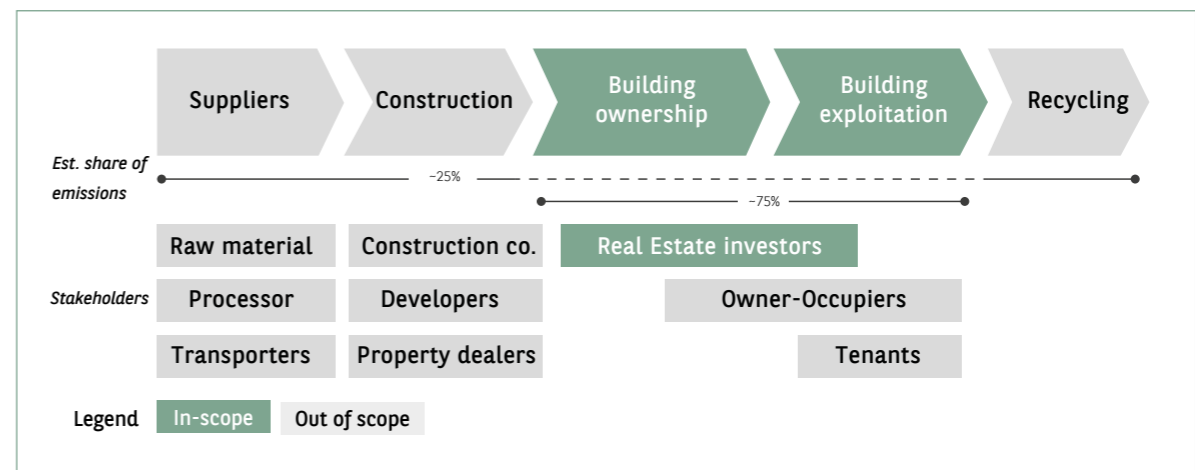 Suppliers
Construction
Building
ownership
Building
exploitation
Recycling
Est. share of
emissions
~25%
~75%
Raw material
Construction co.
Real Estate investors
Stakeholders
Processor
Developers
Owner-Occupiers
Transporters
Property dealers
Tenants
Legend
In-scope
Out of scope